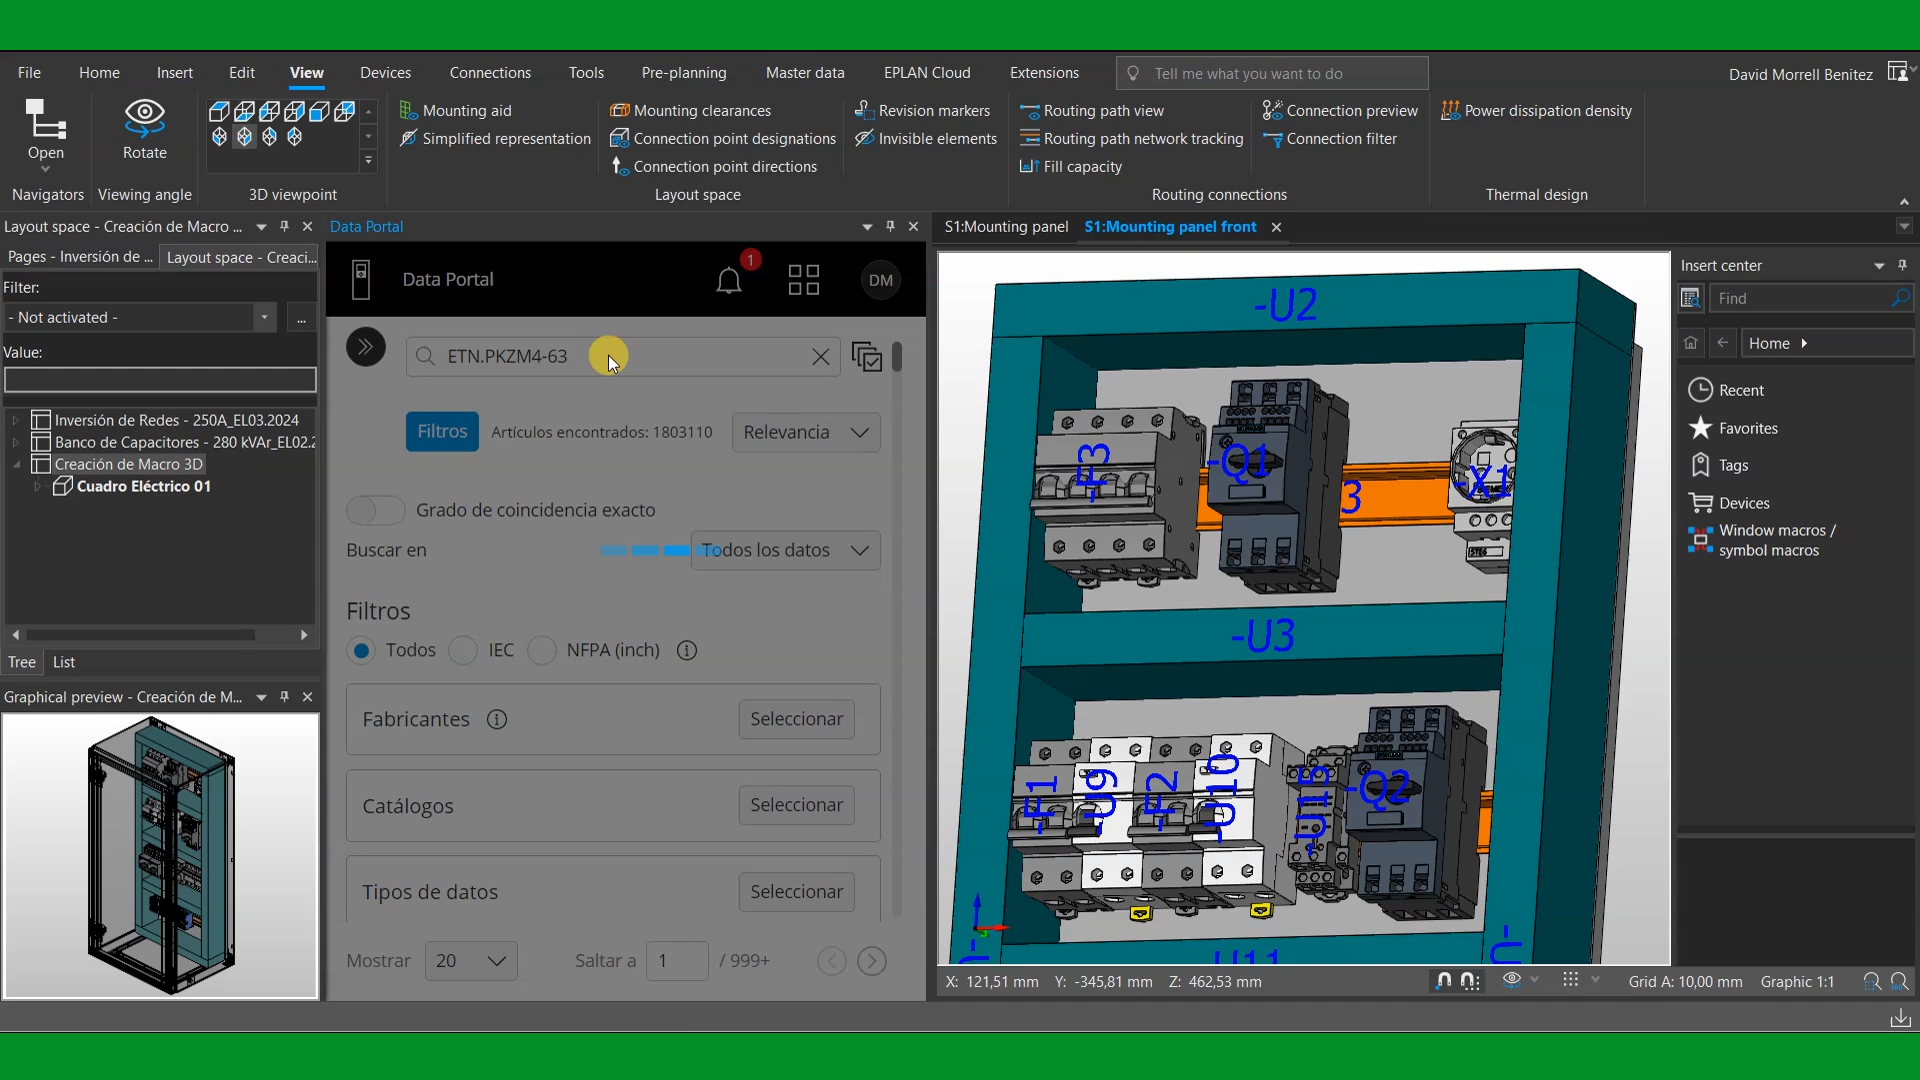 File Home Insert Edit View Devices Connections Tools Pre-planning Master data EPLAN Cloud Extensions Tell me what you want to do David Morrell Benitez
Open
Navigators
Rotate
Viewing angle
3D viewpoint
Mounting aid
Simplified representation
Mounting clearances
Connection point designations
Connection point directions
Revision markers
Invisible elements
Layout space
Routing path view
Routing path network tracking
Fill capacity
Connection preview
Connection filter
Routing connections
Power dissipation density
Thermal design
Layout space - Creación de Macro ...
Pages - Inversión de ... Layout space - Creaci...
Filter:
- Not activated - ...
Value:
Inversión de Redes - 250A_EL03.2024
Banco de Capacitores - 280 kVAr_EL02.2
Creación de Macro 3D
Cuadro Eléctrico 01
Tree List
Graphical preview - Creación de M...
Data Portal
Data Portal 1 DM
ETN.PKZM4-63
Filtros Artículos encontrados: 1803110 Relevancia
Grado de coincidencia exacto
Buscar en Todos los datos
Filtros
Todos IEC NFPA (inch)
Fabricantes Seleccionar
Catálogos Seleccionar
Tipos de datos Seleccionar
Mostrar 20 Saltar a 1 / 999+
S1:Mounting panel S1:Mounting panel front
-U2
-F3 -Q1 3 -X1
-U3
-F1 -U9 -F2 -U10 -U15 -Q2
-U11
X: 121,51 mm Y: -345,81 mm Z: 462,53 mm Grid A: 10,00 mm Graphic 1:1
Insert center
Find
Home
Recent
Favorites
Tags
Devices
Window macros /
symbol macros